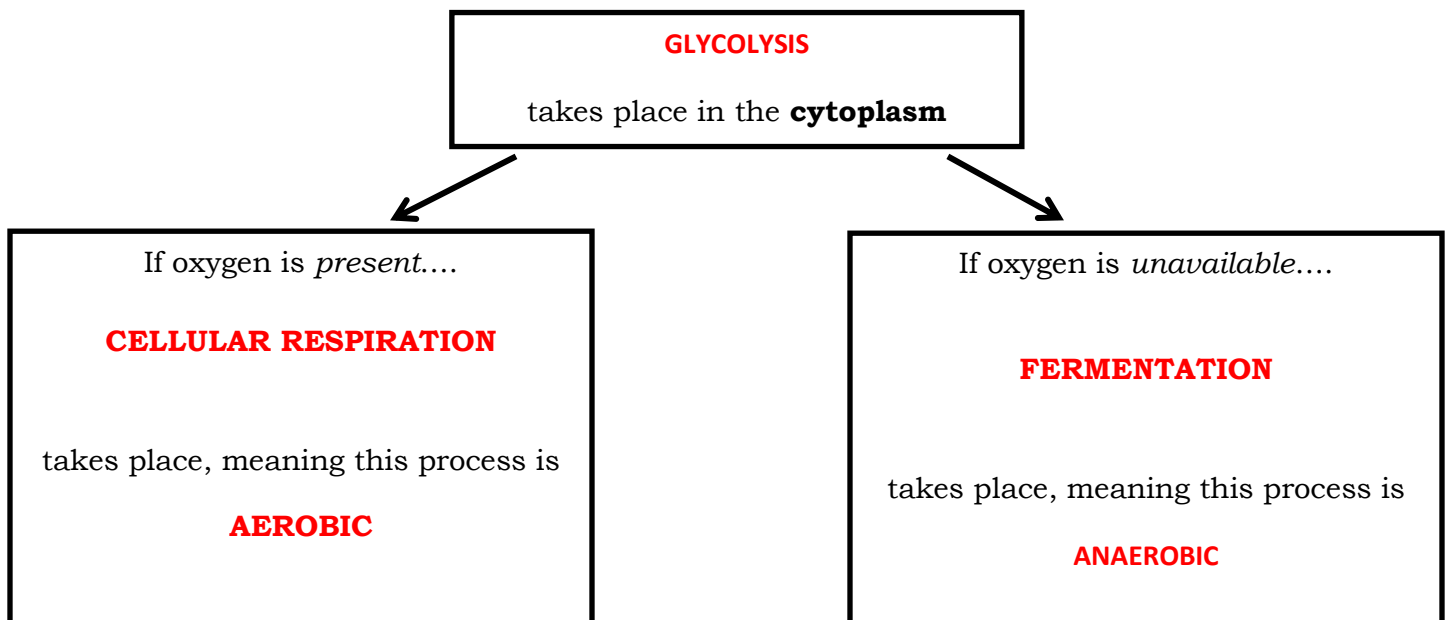 GLYCOLYSIS
takes place in the cytoplasm
If oxygen is present….
CELLULAR RESPIRATION
takes place, meaning this process is
AEROBIC
If oxygen is unavailable….
FERMENTATION
takes place, meaning this process is
ANAEROBIC